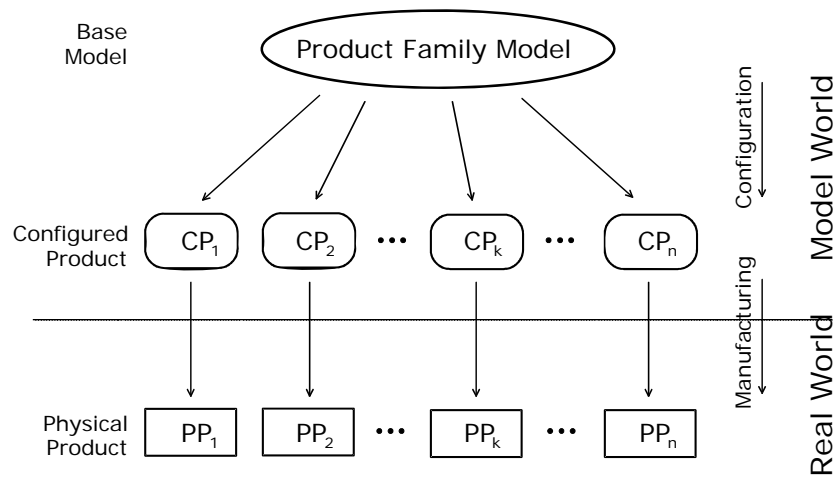 Base
Model
Product Family Model
Configuration
Model World
Configured
Product
CP₁
CP₂
•••
CPₖ
•••
CPₙ
Manufacturing
Real World
Physical
Product
PP₁
PP₂
•••
PPₖ
•••
PPₙ